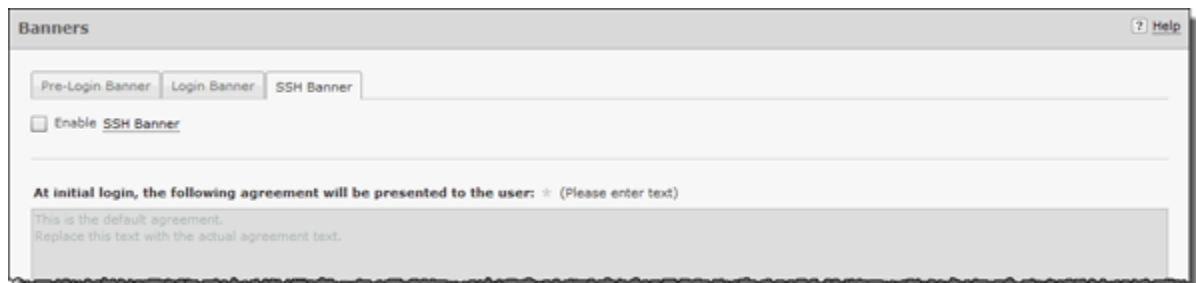 Banners
? Help
Pre-Login Banner Login Banner SSH Banner
Enable SSH Banner
At initial login, the following agreement will be presented to the user: * (Please enter text)
This is the default agreement.
Replace this text with the actual agreement text.